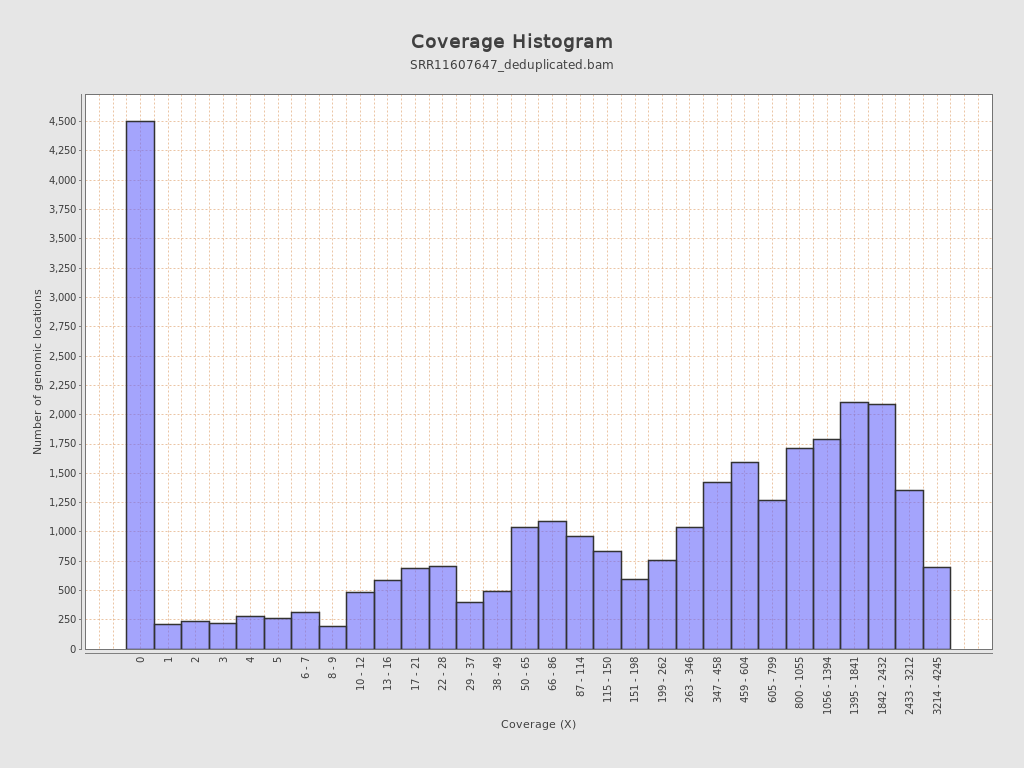 Coverage Histogram
SRR11607647_deduplicated.bam
Number of genomic locations
4,500
4,250
4,000
3,750
3,500
3,250
3,000
2,750
2,500
2,250
2,000
1,750
1,500
1,250
1,000
750
500
250
0
0
1
2
3
4
5
6 - 7
8 - 9
10 - 12
13 - 16
17 - 21
22 - 28
29 - 37
38 - 49
50 - 65
66 - 86
87 - 114
115 - 150
151 - 198
199 - 262
263 - 346
347 - 458
459 - 604
605 - 799
800 - 1055
1056 - 1394
1395 - 1841
1842 - 2432
2433 - 3212
3214 - 4245
Coverage (X)